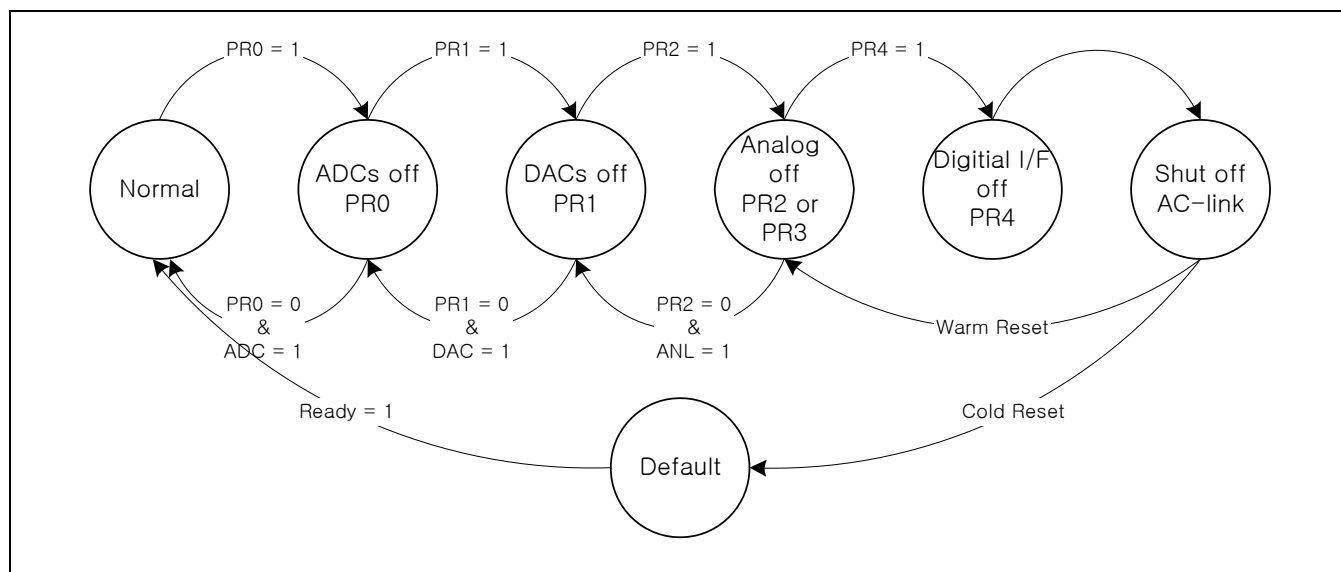 PR0 = 1
PR1 = 1
PR2 = 1
PR4 = 1
Normal
ADCs off
PR0
DACs off
PR1
Analog
off
PR2 or
PR3
Digitial I/F
off
PR4
Shut off
AC-link
PR0 = 0
&
ADC = 1
PR1 = 0
&
DAC = 1
PR2 = 0
&
ANL = 1
Warm Reset
Ready = 1
Cold Reset
Default